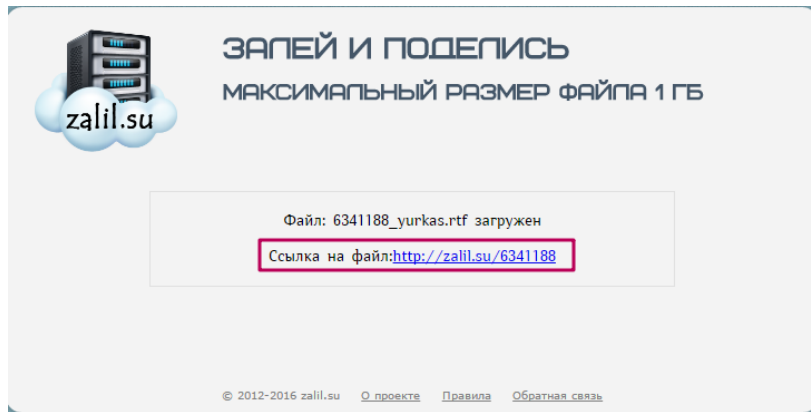 zalil.su
ЗАЛЕЙ И ПОДЕЛИСЬ
МАКСИМАЛЬНЫЙ РАЗМЕР ФАЙЛА 1 ГБ
Файл: 6341188_yurkas.rtf загружен
Ссылка на файл:http://zalil.su/6341188
© 2012-2016 zalil.su О проекте Правила Обратная связь